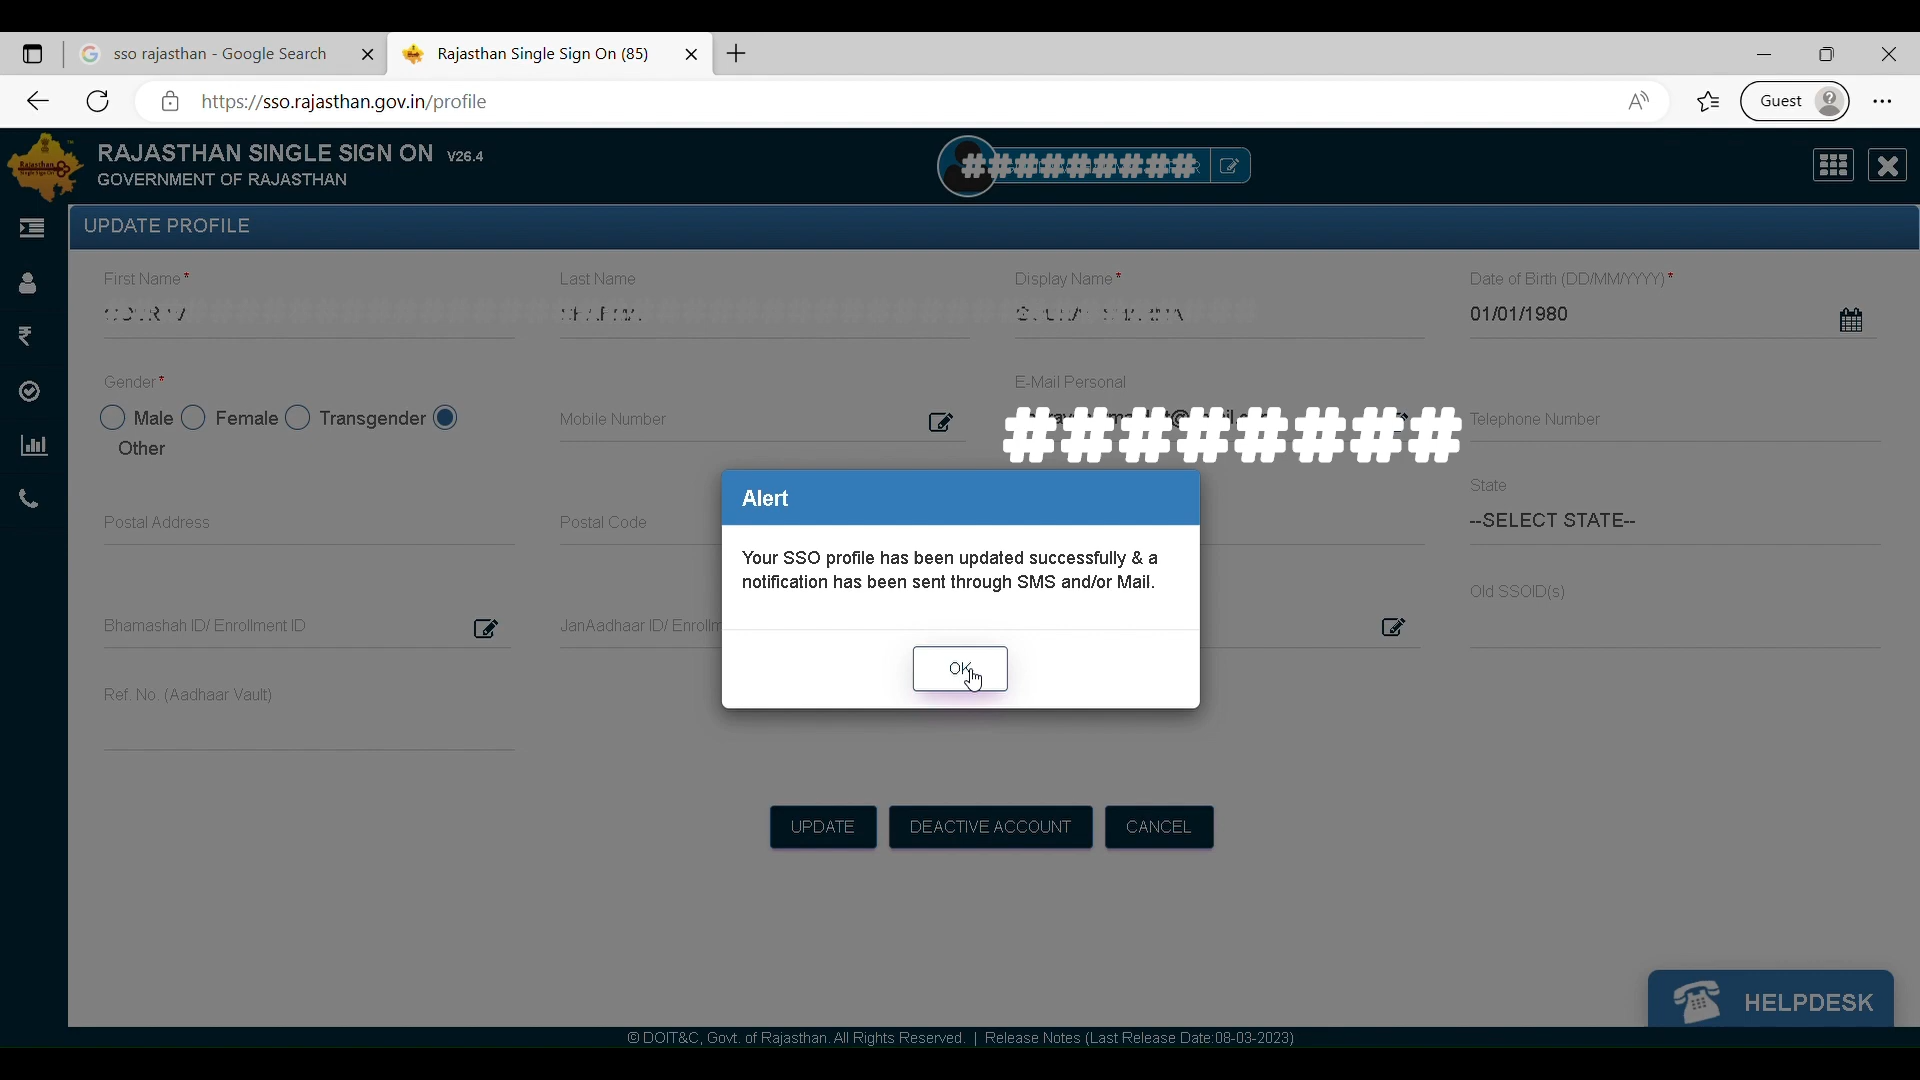 sso rajasthan - Google Search
Rajasthan Single Sign On (85)
https://sso.rajasthan.gov.in/profile
Guest
RAJASTHAN SINGLE SIGN ON V26.4
GOVERNMENT OF RAJASTHAN
#########
UPDATE PROFILE
First Name*
Last Name
Display Name*
Date of Birth (DD/MM/YYYY)*
01/01/1980
Gender*
E-Mail Personal
Male Female Transgender
Other
Mobile Number
########
Telephone Number
State
--SELECT STATE--
Postal Address
Postal Code
Alert
Your SSO profile has been updated successfully & a
notification has been sent through SMS and/or Mail.
OK
Old SSOID(s)
Bhamashah ID/ Enrollment ID
JanAadhaar ID/
Ref. No. (Aadhaar Vault)
UPDATE
DEACTIVE ACCOUNT
CANCEL
HELPDESK
© DOIT&C, Govt. of Rajasthan. All Rights Reserved. | Release Notes (Last Release Date:08-03-2023)